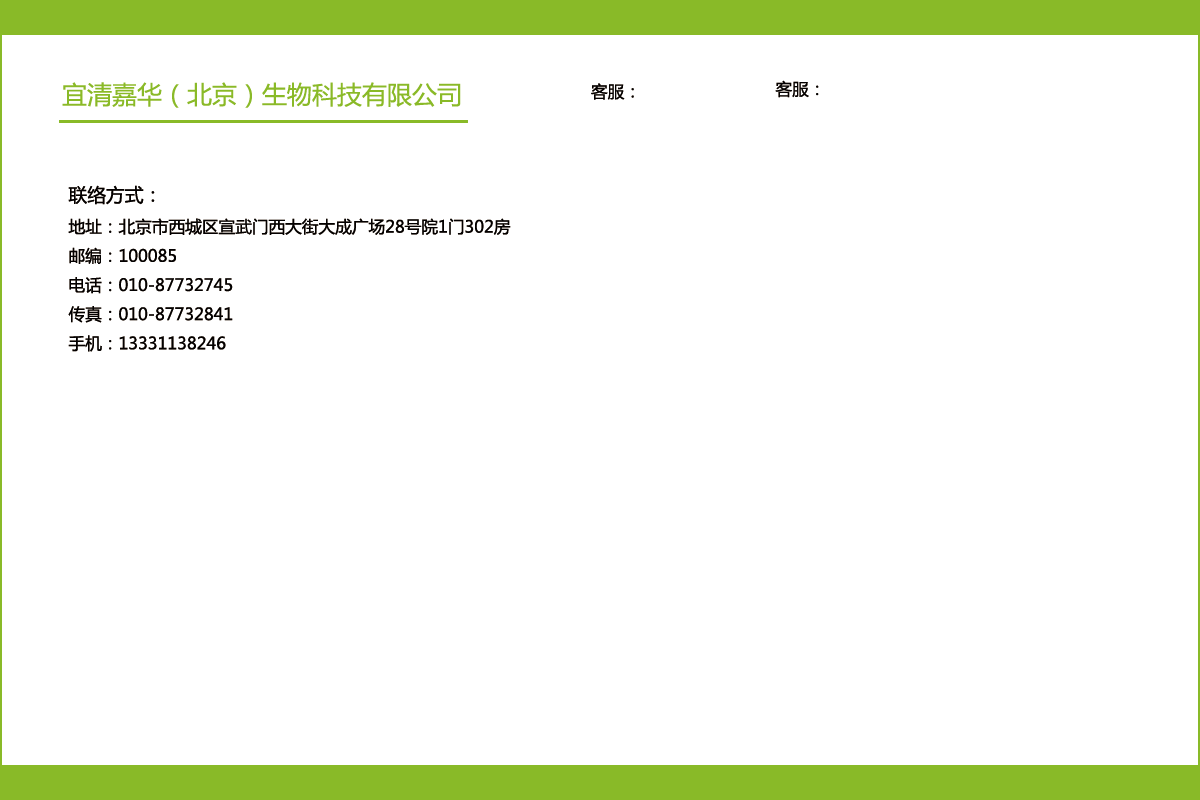 宜清嘉华（北京）生物科技有限公司
客服：
客服：
联络方式：
地址：北京市西城区宣武门西大街大成广场28号院1门302房
邮编：100085
电话：010-87732745
传真：010-87732841
手机：13331138246